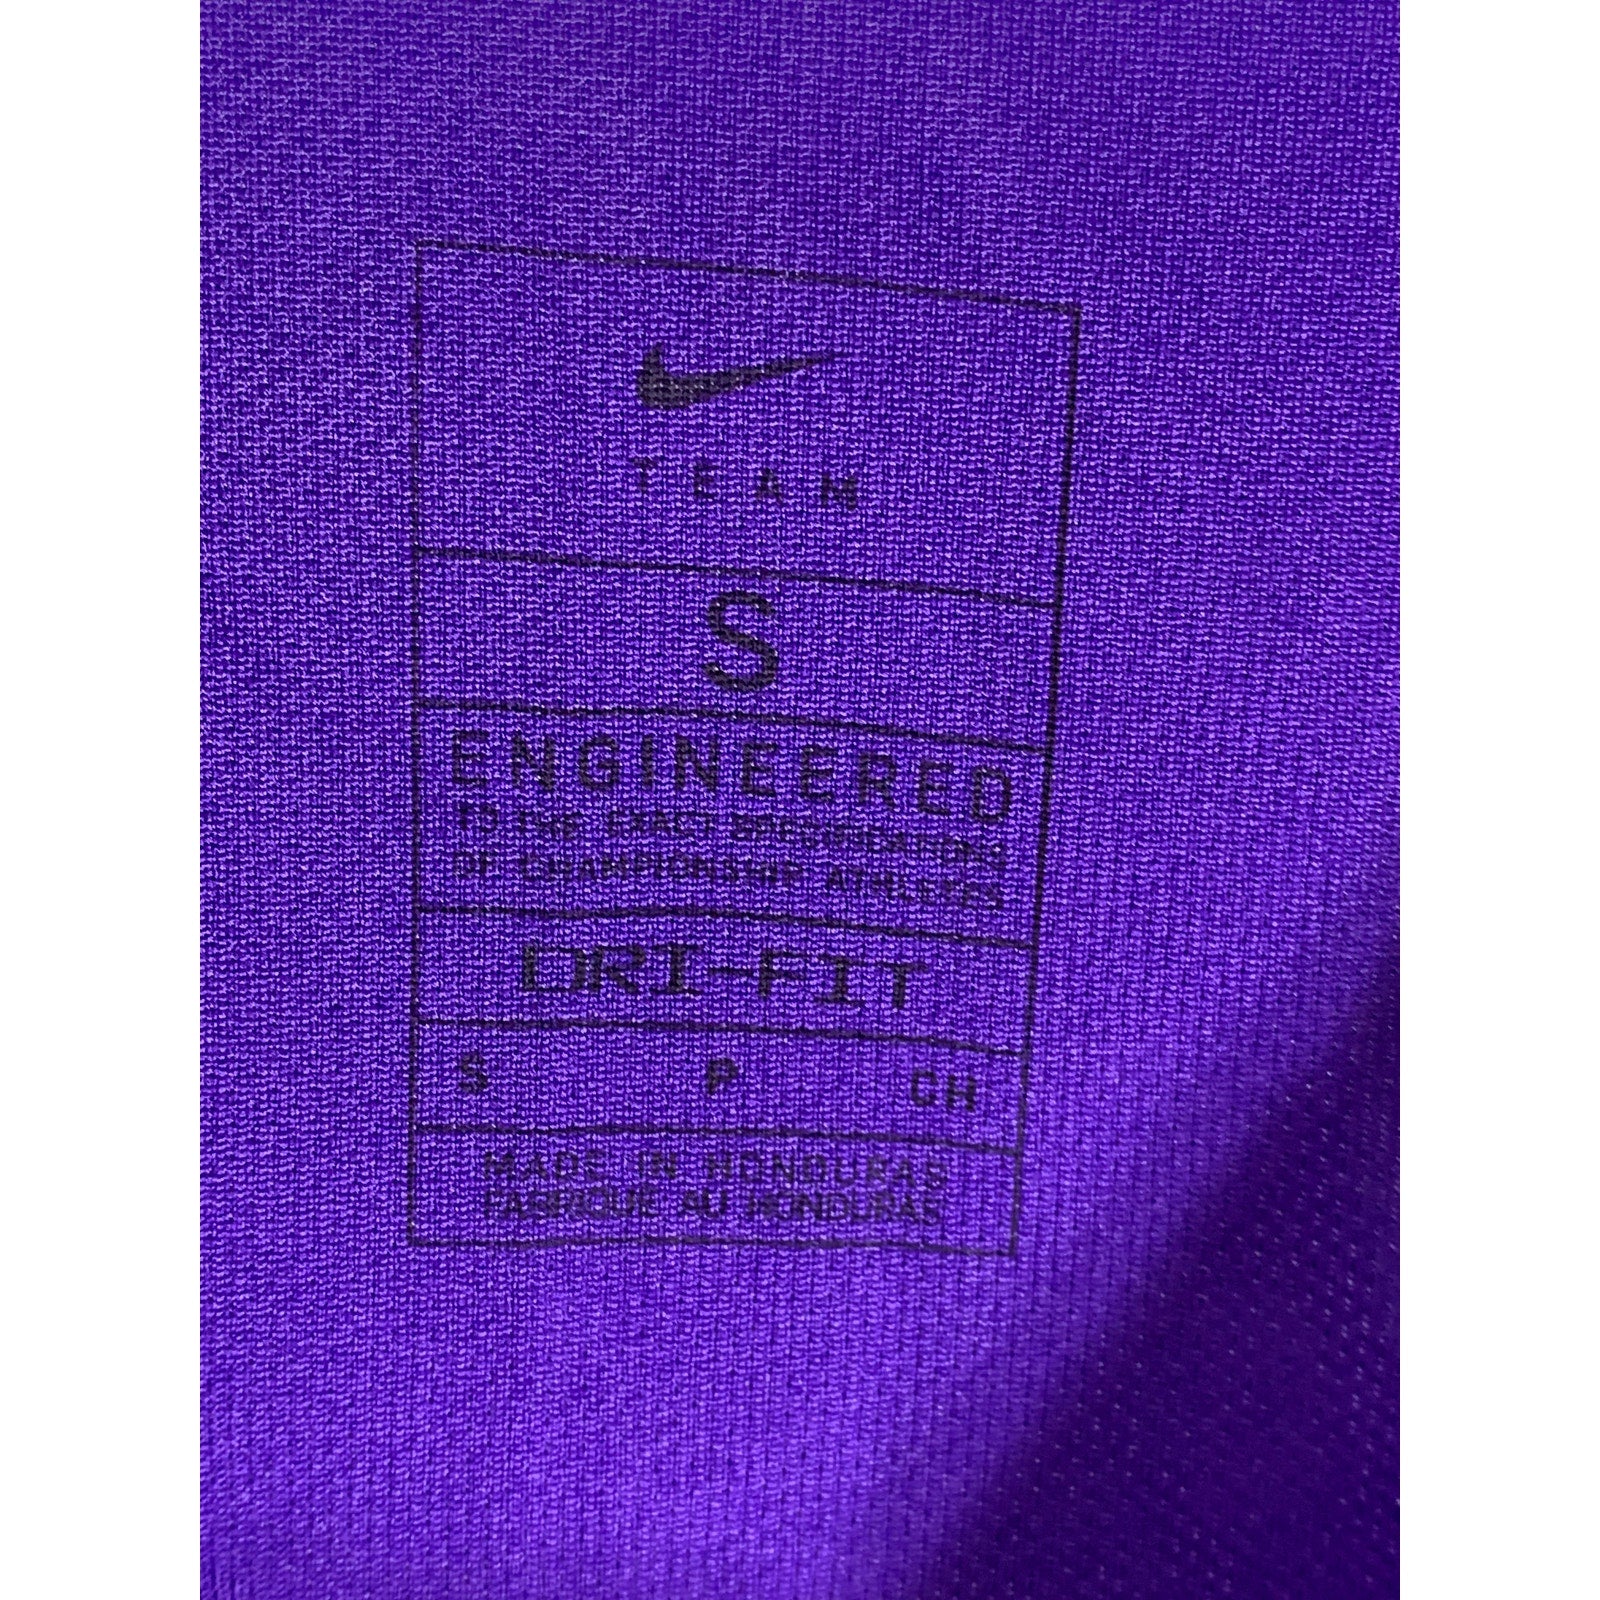 TEAM
S
ENGINEERED
TO THE EXACT SPECIFICATIONS
OF CHAMPIONSHIP ATHLETES
DRI-FIT
S P CH
MADE IN HONDURAS
FABRIQUE AU HONDURAS